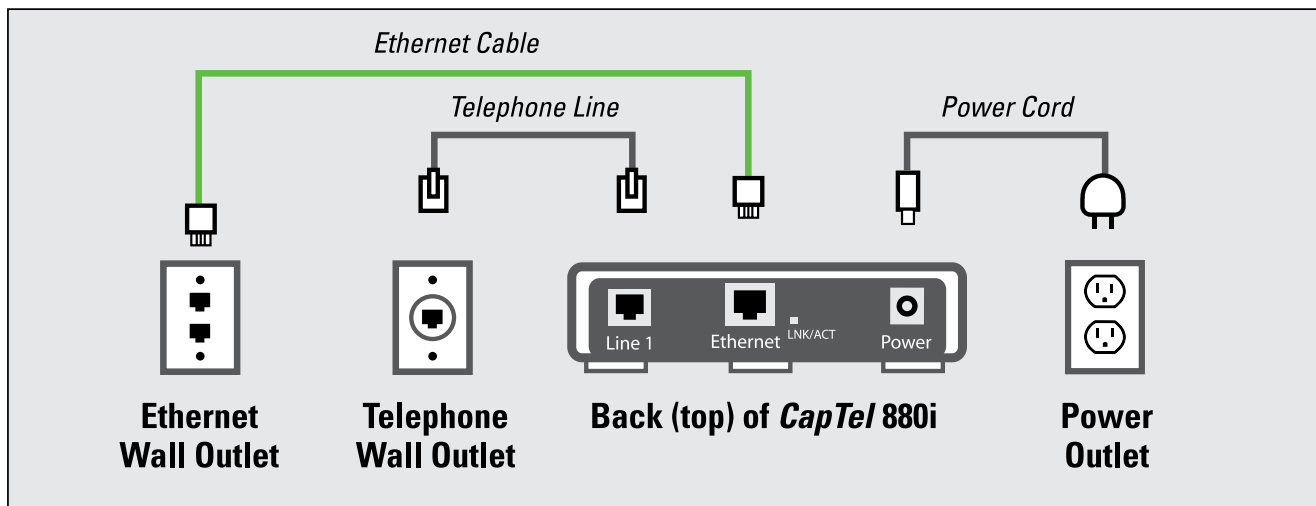 Ethernet Cable
Telephone Line
Power Cord
Line 1
Ethernet
LNK/ACT
Power
Ethernet
Wall Outlet
Telephone
Wall Outlet
Back (top) of CapTel 880i
Power
Outlet